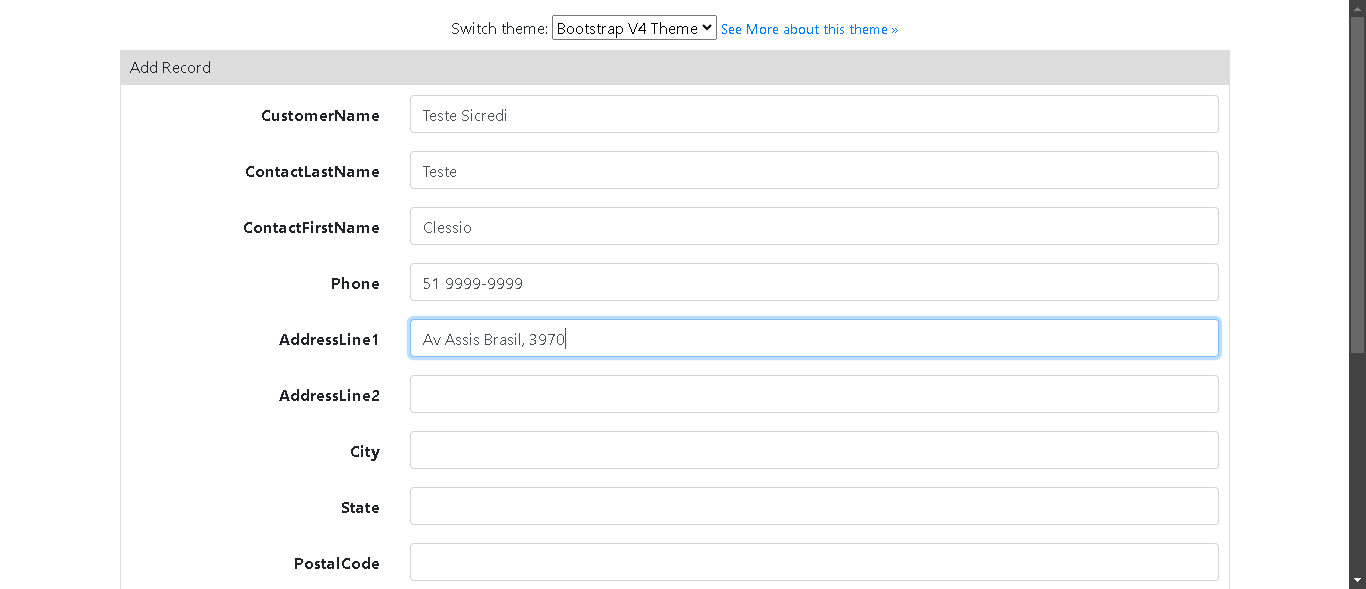 Switch theme: Bootstrap V4 Theme See More about this theme »
Add Record
CustomerName Teste Sicredi
ContactLastName Teste
ContactFirstName Clessio
Phone 51 9999-9999
AddressLine1 Av Assis Brasil, 3970
AddressLine2
City
State
PostalCode